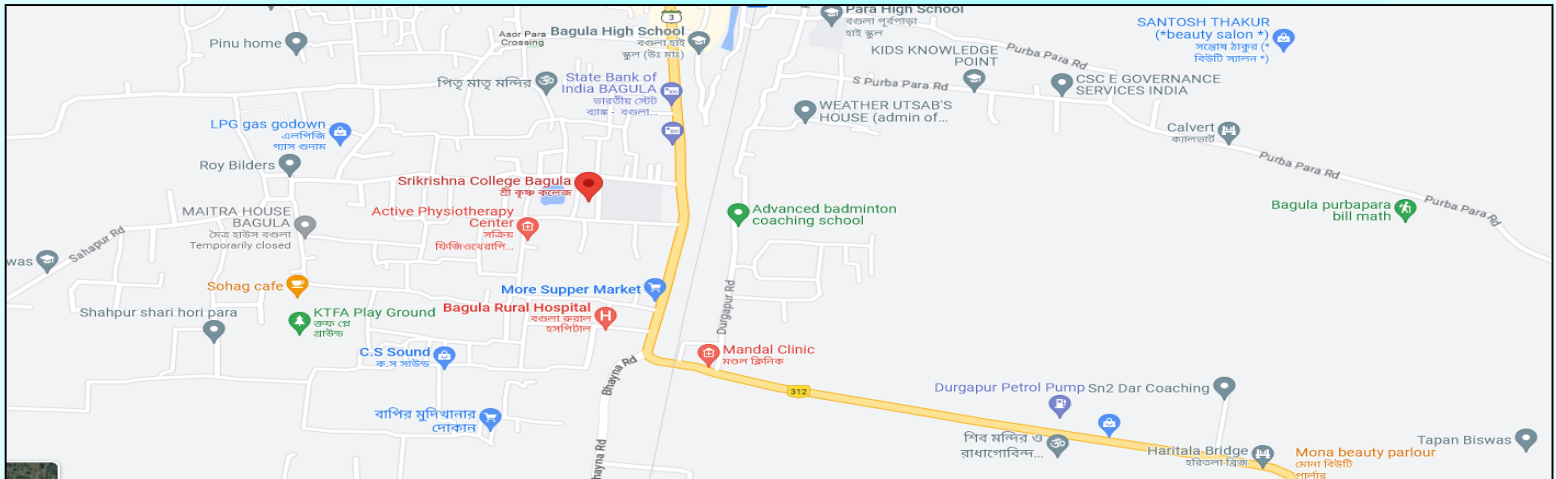 3
Para High School
বগুলা পূর্বপাড়া
হাই স্কুল
SANTOSH THAKUR
(*beauty salon *)
সন্তোষ ঠাকুর (*
বিউটি স্যালন *)
Pinu home
Asor Para
Crossing
Bagula High School
বগুলা হাই
স্কুল (উঃ মাঃ)
Purba Para Rd
KIDS KNOWLEDGE
POINT
পিতৃ মাতৃ মন্দির
State Bank of
India BAGULA
ভারতীয় স্টেট
ব্যাঙ্ক - বগুলা...
S Purba Para Rd
CSC E GOVERNANCE
SERVICES INDIA
WEATHER UTSAB'S
HOUSE (admin of...
LPG gas godown
এলপিজি
গ্যাস গুদাম
Calvert
ক্যালভার্ট
Roy Bilders
Purba Para Rd
Srikrishna College Bagula
শ্রী কৃষ্ণ কলেজ
MAITRA HOUSE
BAGULA
মৈত্র হাউস বগুলা
Temporarily closed
Active Physiotherapy
Center
সক্রিয়
ফিজিওথেরাপি...
Advanced badminton
coaching school
Bagula purbapara
bill math
Purba Para Rd
Sahapur Rd
was
Sohag cafe
More Supper Market
Durgapur Rd
Shahpur shari hori para
KTFA Play Ground
ক্তফ প্লে
গ্রাউন্ড
Bagula Rural Hospital
বগুলা রুরাল
হসপিটাল
C.S Sound
ক.স সাউন্ড
Mandal Clinic
মণ্ডল ক্লিনিক
Bhayna Rd
312
Durgapur Petrol Pump
Sn2 Dar Coaching
বাপির মুদিখানার
দোকান
শিব মন্দির ও
রাধাগোবিন্দ...
Haritala Bridge
হরিতলা ব্রিজ
Tapan Biswas
Mona beauty parlour
মোনা বিউটি
পার্লার
hayna Rd